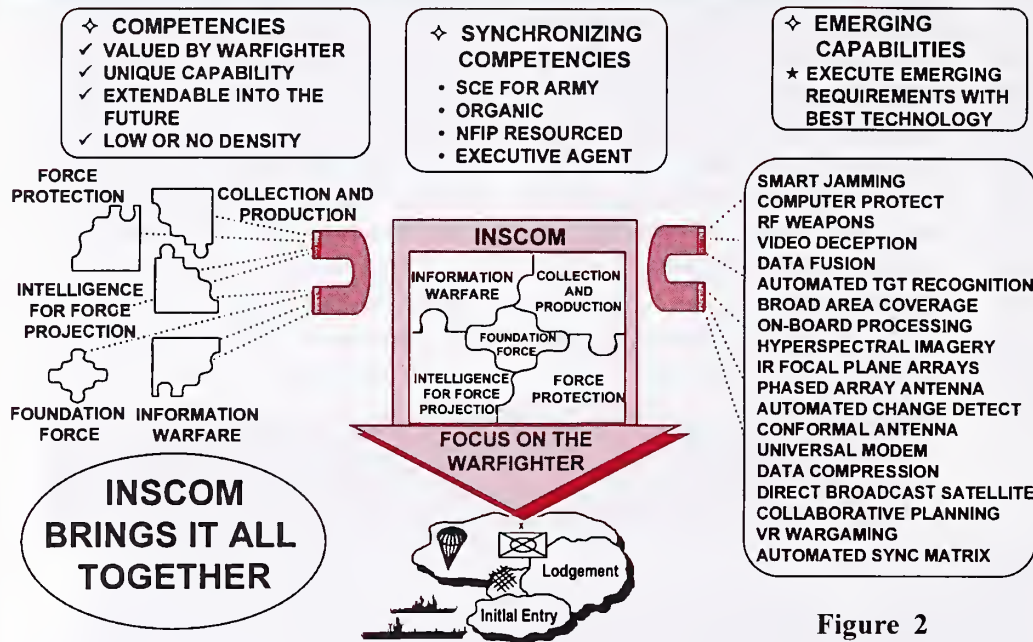 ✧ COMPETENCIES
✓ VALUED BY WARFIGHTER
✓ UNIQUE CAPABILITY
✓ EXTENDABLE INTO THE
FUTURE
✓ LOW OR NO DENSITY
✧ SYNCHRONIZING
COMPETENCIES
• SCE FOR ARMY
• ORGANIC
• NFIP RESOURCED
• EXECUTIVE AGENT
✧ EMERGING
CAPABILITIES
★ EXECUTE EMERGING
REQUIREMENTS WITH
BEST TECHNOLOGY
FORCE
PROTECTION
COLLECTION AND
PRODUCTION
INTELLIGENCE
FOR FORCE
PROJECTION
FOUNDATION
FORCE
INFORMATION
WARFARE
INSCOM
INFORMATION
WARFARE
COLLECTION
AND
PRODUCTION
FOUNDATION
FORCE
INTELLIGENCE
FOR FORCE
PROJECTION
FORCE
PROTECTION
FOCUS ON THE
WARFIGHTER
SMART JAMMING
COMPUTER PROTECT
RF WEAPONS
VIDEO DECEPTION
DATA FUSION
AUTOMATED TGT RECOGNITION
BROAD AREA COVERAGE
ON-BOARD PROCESSING
HYPERSPECTRAL IMAGERY
IR FOCAL PLANE ARRAYS
PHASED ARRAY ANTENNA
AUTOMATED CHANGE DETECT
CONFORMAL ANTENNA
UNIVERSAL MODEM
DATA COMPRESSION
DIRECT BROADCAST SATELLITE
COLLABORATIVE PLANNING
VR WARGAMING
AUTOMATED SYNC MATRIX
INSCOM
BRINGS IT ALL
TOGETHER
x
Lodgement
Initial Entry
Figure 2